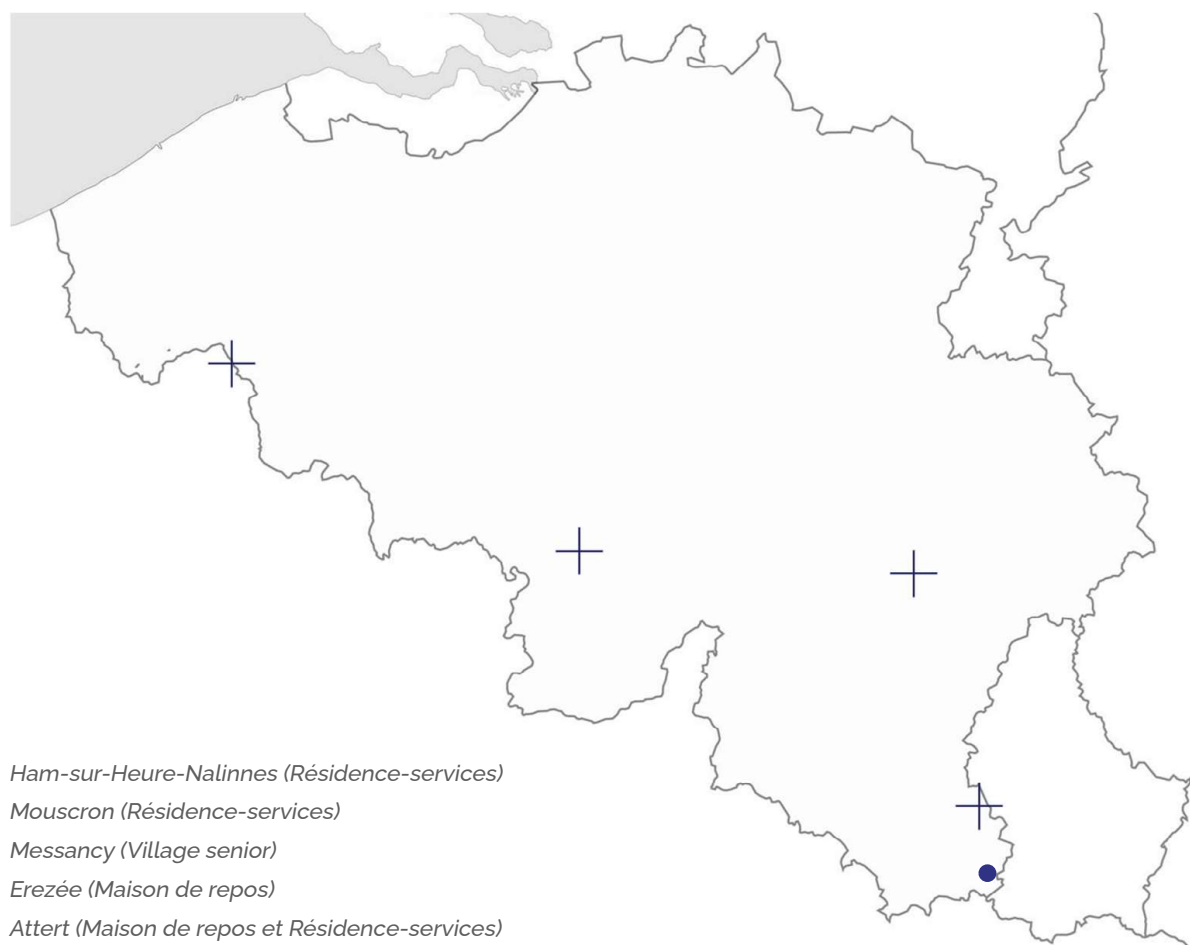 Ham-sur-Heure-Nalinnes (Résidence-services)
Mouscron (Résidence-services)
Messancy (Village senior)
Erezée (Maison de repos)
Attert (Maison de repos et Résidence-services)